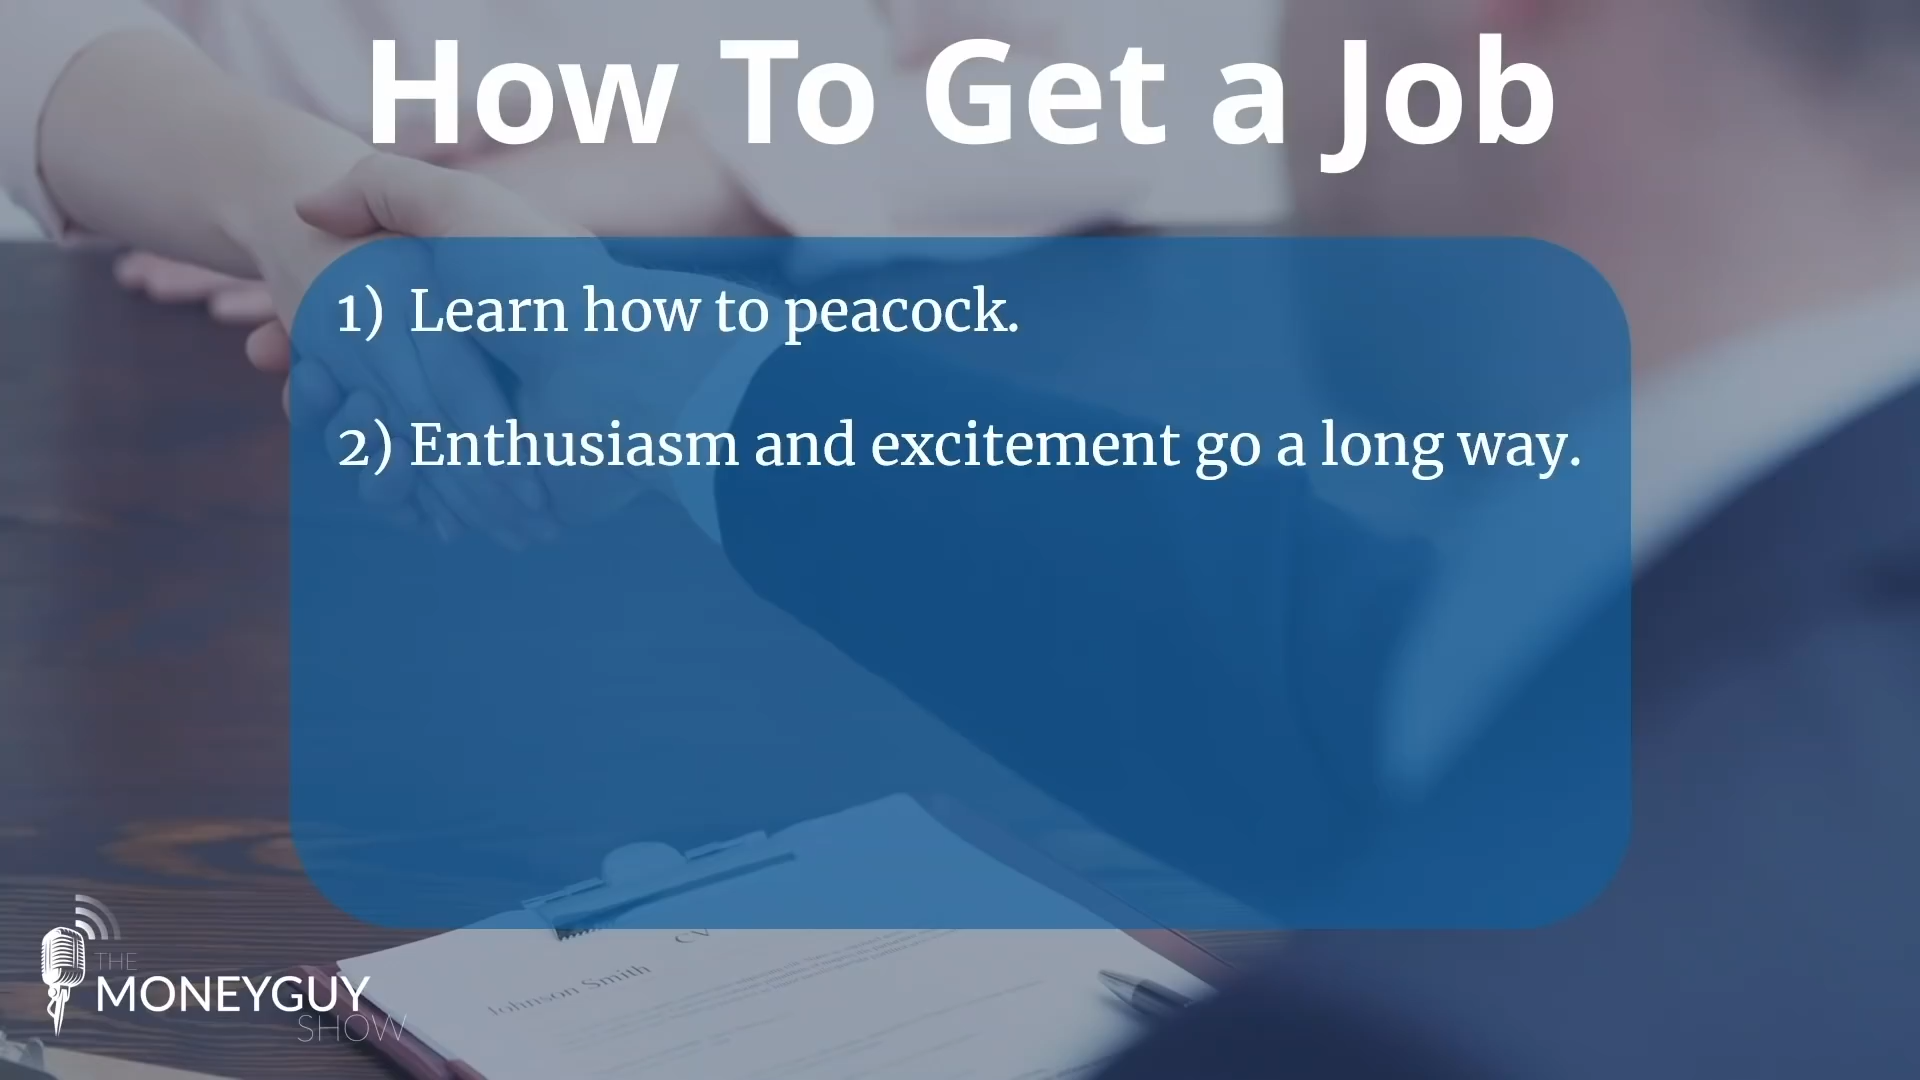 How To Get a Job
1) Learn how to peacock.
2) Enthusiasm and excitement go a long way.
CV
Johnson Smith
THE
MONEYGUY
SHOW